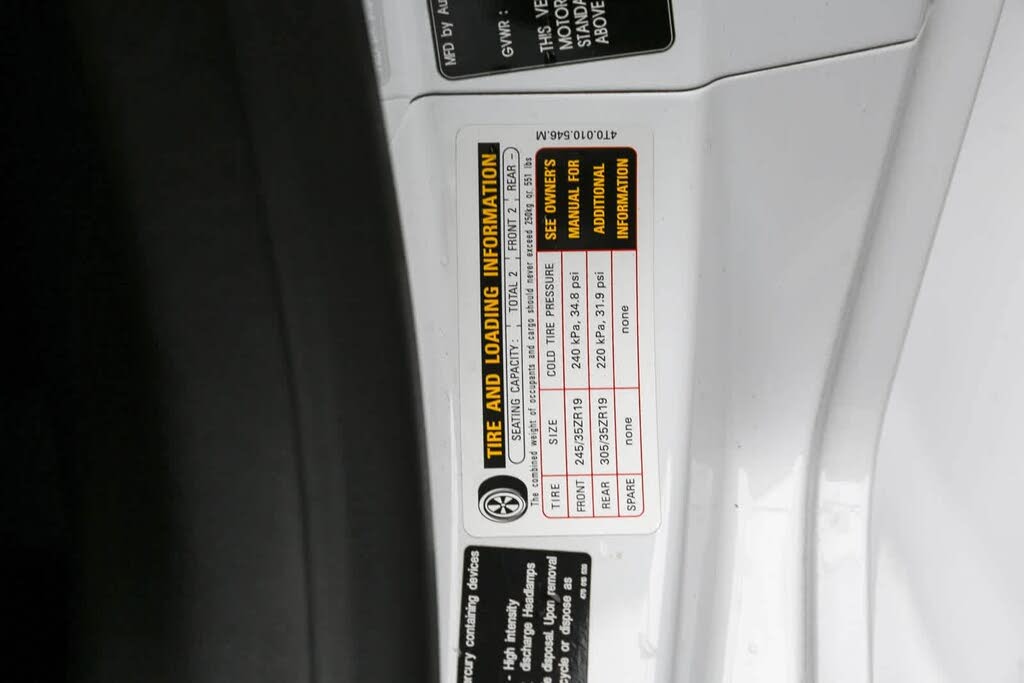 MFD by Au
GVWR :
THIS VE
MOTOR
STANDA
ABOVE
4T0.010.546.M
TIRE AND LOADING INFORMATION
SEATING CAPACITY: TOTAL 2 FRONT 2 REAR –
The combined weight of occupants and cargo should never exceed 250kg or 551 lbs
TIRE SIZE COLD TIRE PRESSURE SEE OWNER'S
FRONT 245/35ZR19 240 kPa, 34.8 psi MANUAL FOR
REAR 305/35ZR19 220 kPa, 31.9 psi ADDITIONAL
SPARE none none INFORMATION
ercury containing devices
- High intensity
discharge Headlamps
e disposal. Upon removal
cycle or dispose as